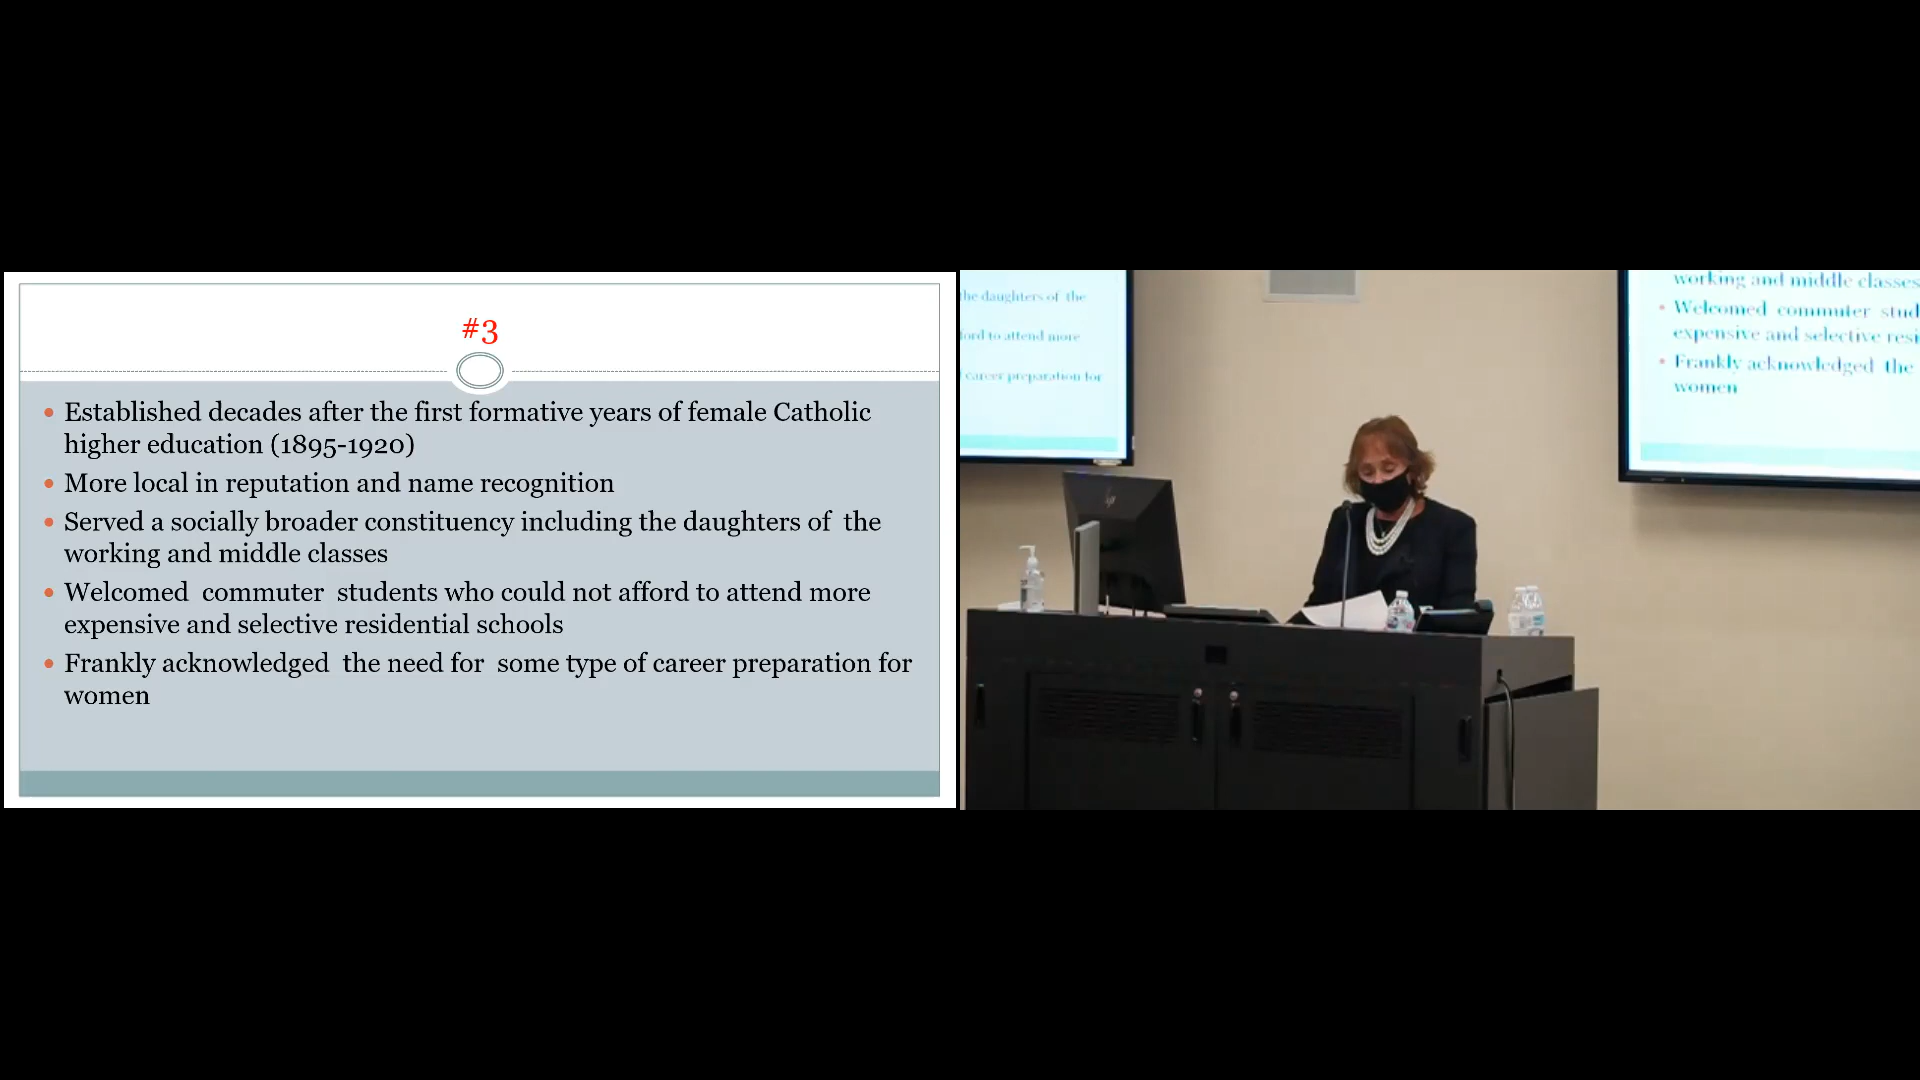 #3
Established decades after the first formative years of female Catholic
higher education (1895-1920)
More local in reputation and name recognition
Served a socially broader constituency including the daughters of the
working and middle classes
Welcomed commuter students who could not afford to attend more
expensive and selective residential schools
Frankly acknowledged the need for some type of career preparation for
women
the daughters of the
ford to attend more
career preparation for
working and middle classes
Welcomed commuter stud
expensive and selective resi
Frankly acknowledged the
women
hp